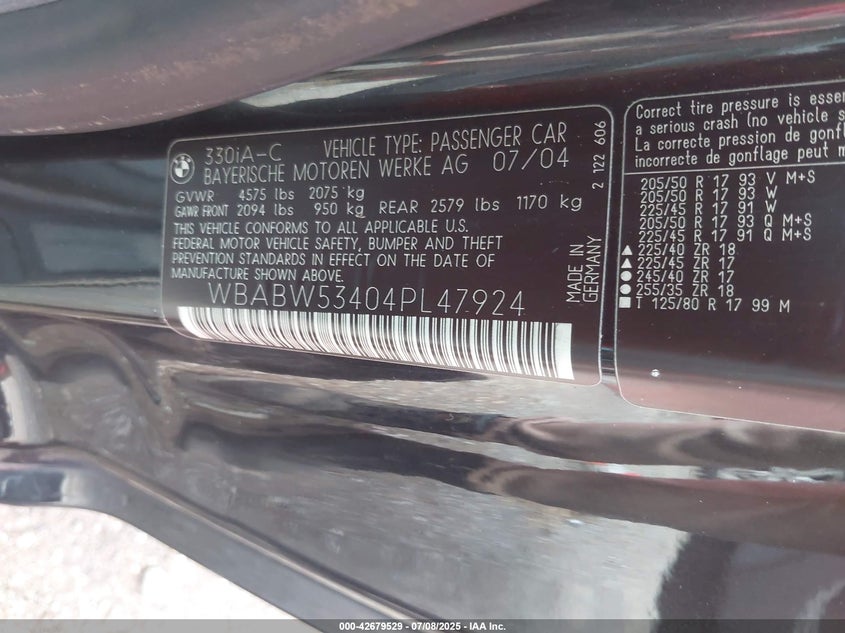 330iA-C VEHICLE TYPE: PASSENGER CAR
BAYERISCHE MOTOREN WERKE AG 07/04
GVWR 4575 lbs 2075 kg
GAWR FRONT 2094 lbs 950 kg REAR 2579 lbs 1170 kg
THIS VEHICLE CONFORMS TO ALL APPLICABLE U.S.
FEDERAL MOTOR VEHICLE SAFETY, BUMPER AND THEFT
PREVENTION STANDARDS IN EFFECT ON THE DATE OF
MANUFACTURE SHOWN ABOVE.
WBABW53404PL47924
MADE IN
GERMANY
2 122 606
Correct tire pressure is
a serious crash (no vehicle
La correcte pression de
incorrecte de gonflage peut
205/50 R 17 93 V M+S
205/50 R 17 93 W
225/45 R 17 91 W
205/50 R 17 93 Q M+S
225/45 R 17 91 Q M+S
▲ 225/40 ZR 18
▲ 225/45 ZR 17
● 245/40 ZR 17
● 255/35 ZR 18
■ T 125/80 R 17 99 M
000-42679529 - 07/08/2025 - IAA Inc.